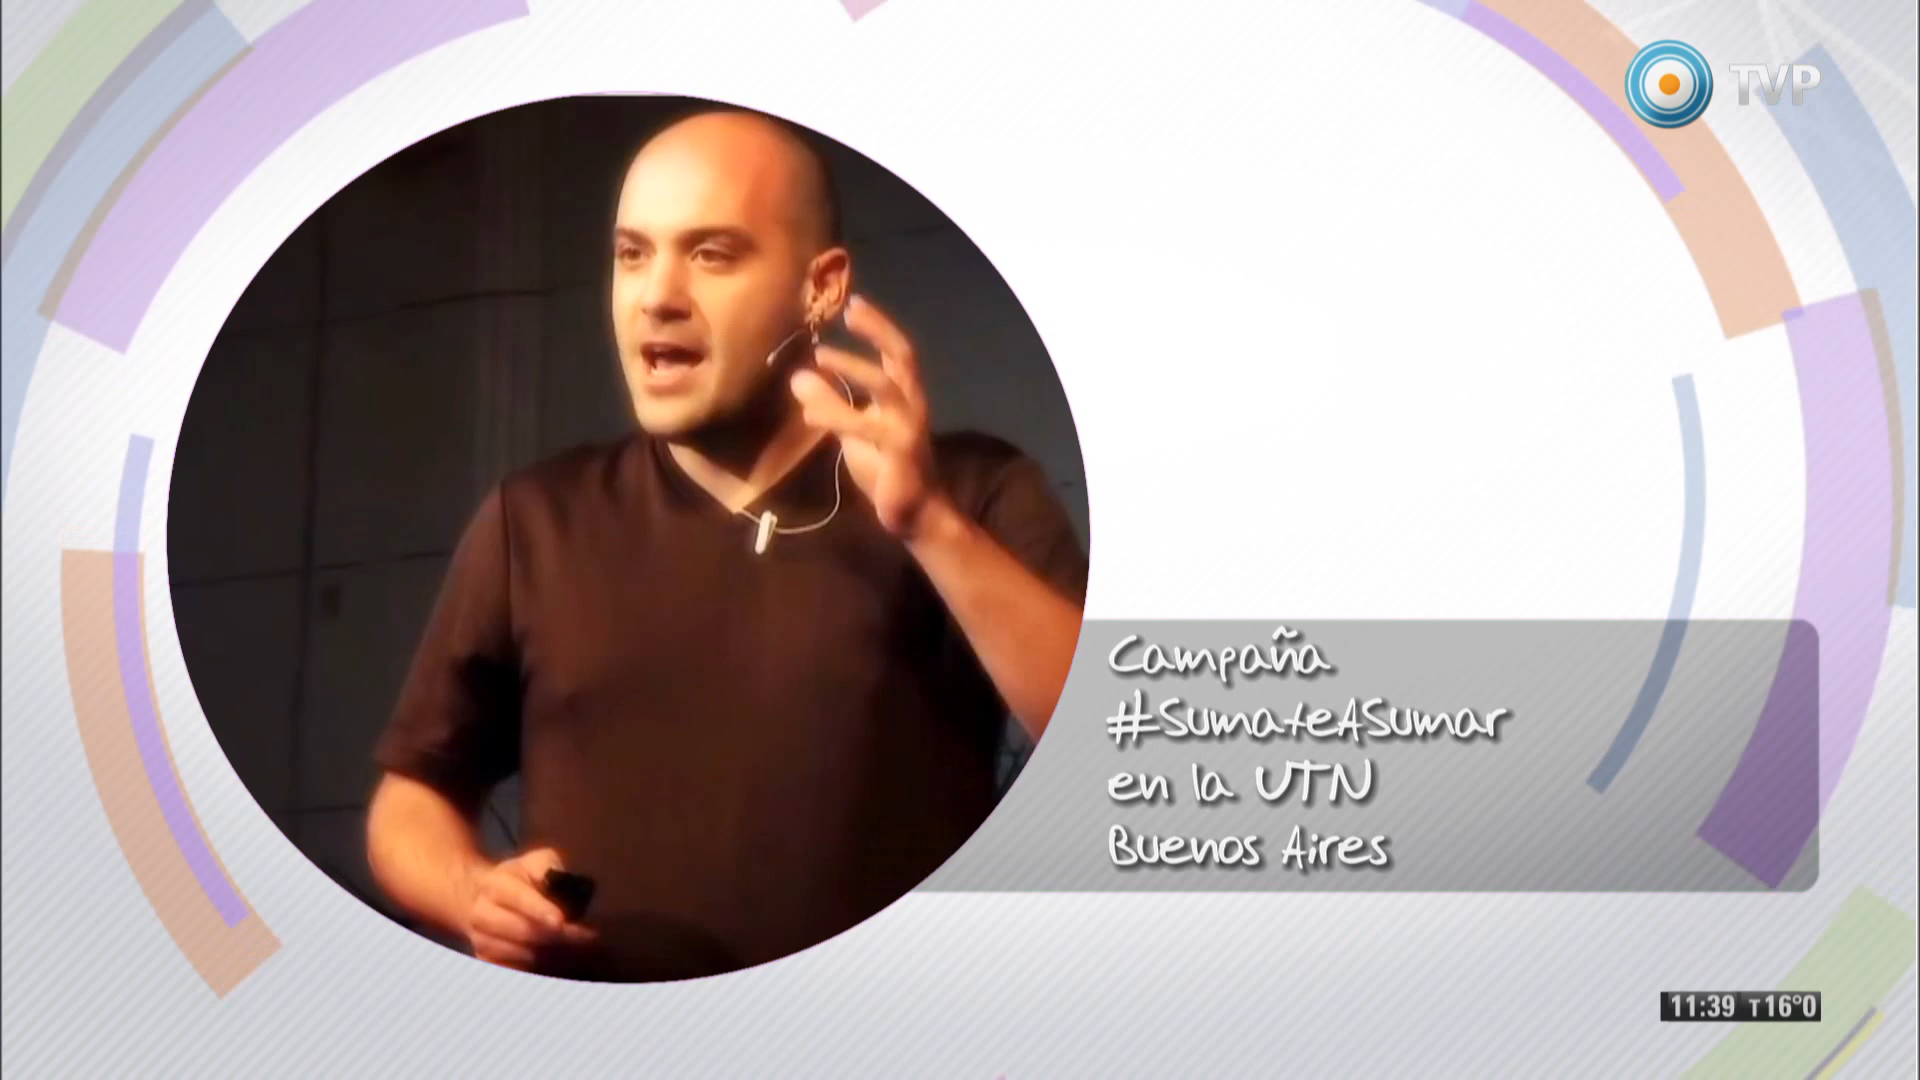 TVP
Campaña
#SumateASumar
en la UTN
Buenos Aires
11:39 T16°0